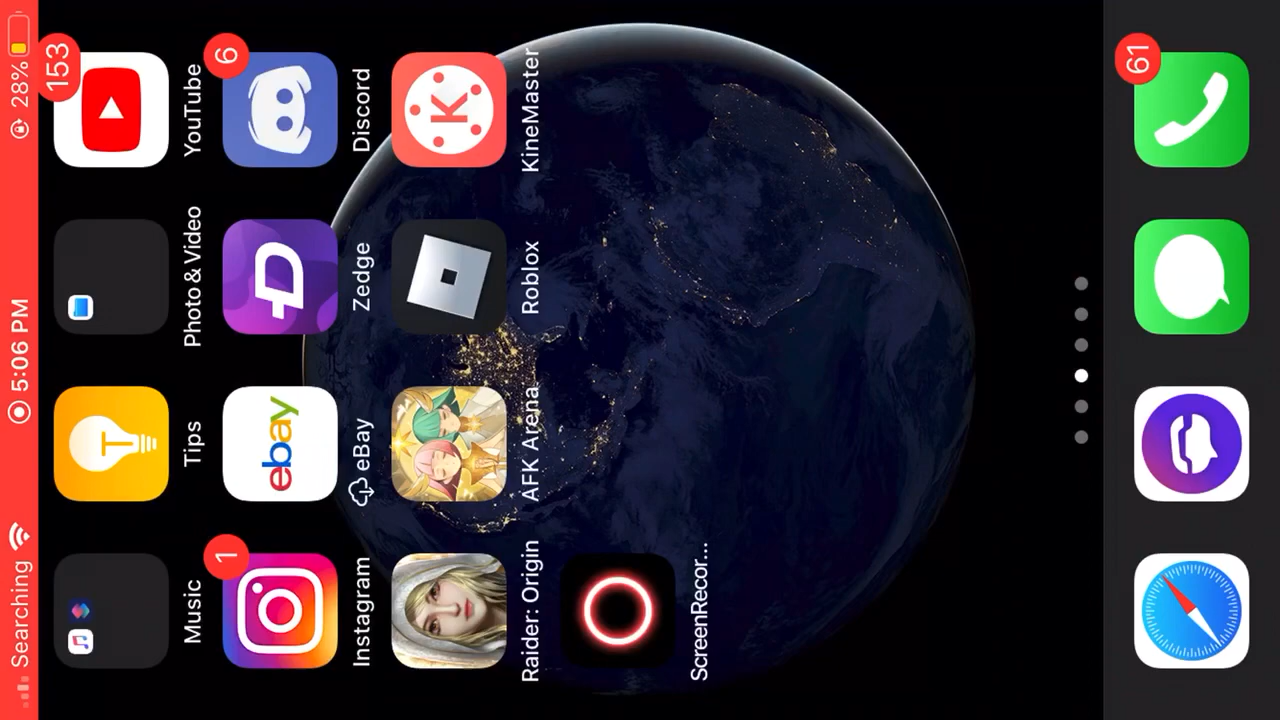 Searching 5:06 PM 28%
153
Music Tips Photo & Video YouTube
1 6
ebay
Instagram eBay Zedge Discord
K
Raider: Origin AFK Arena Roblox KineMaster
ScreenRecor...
61